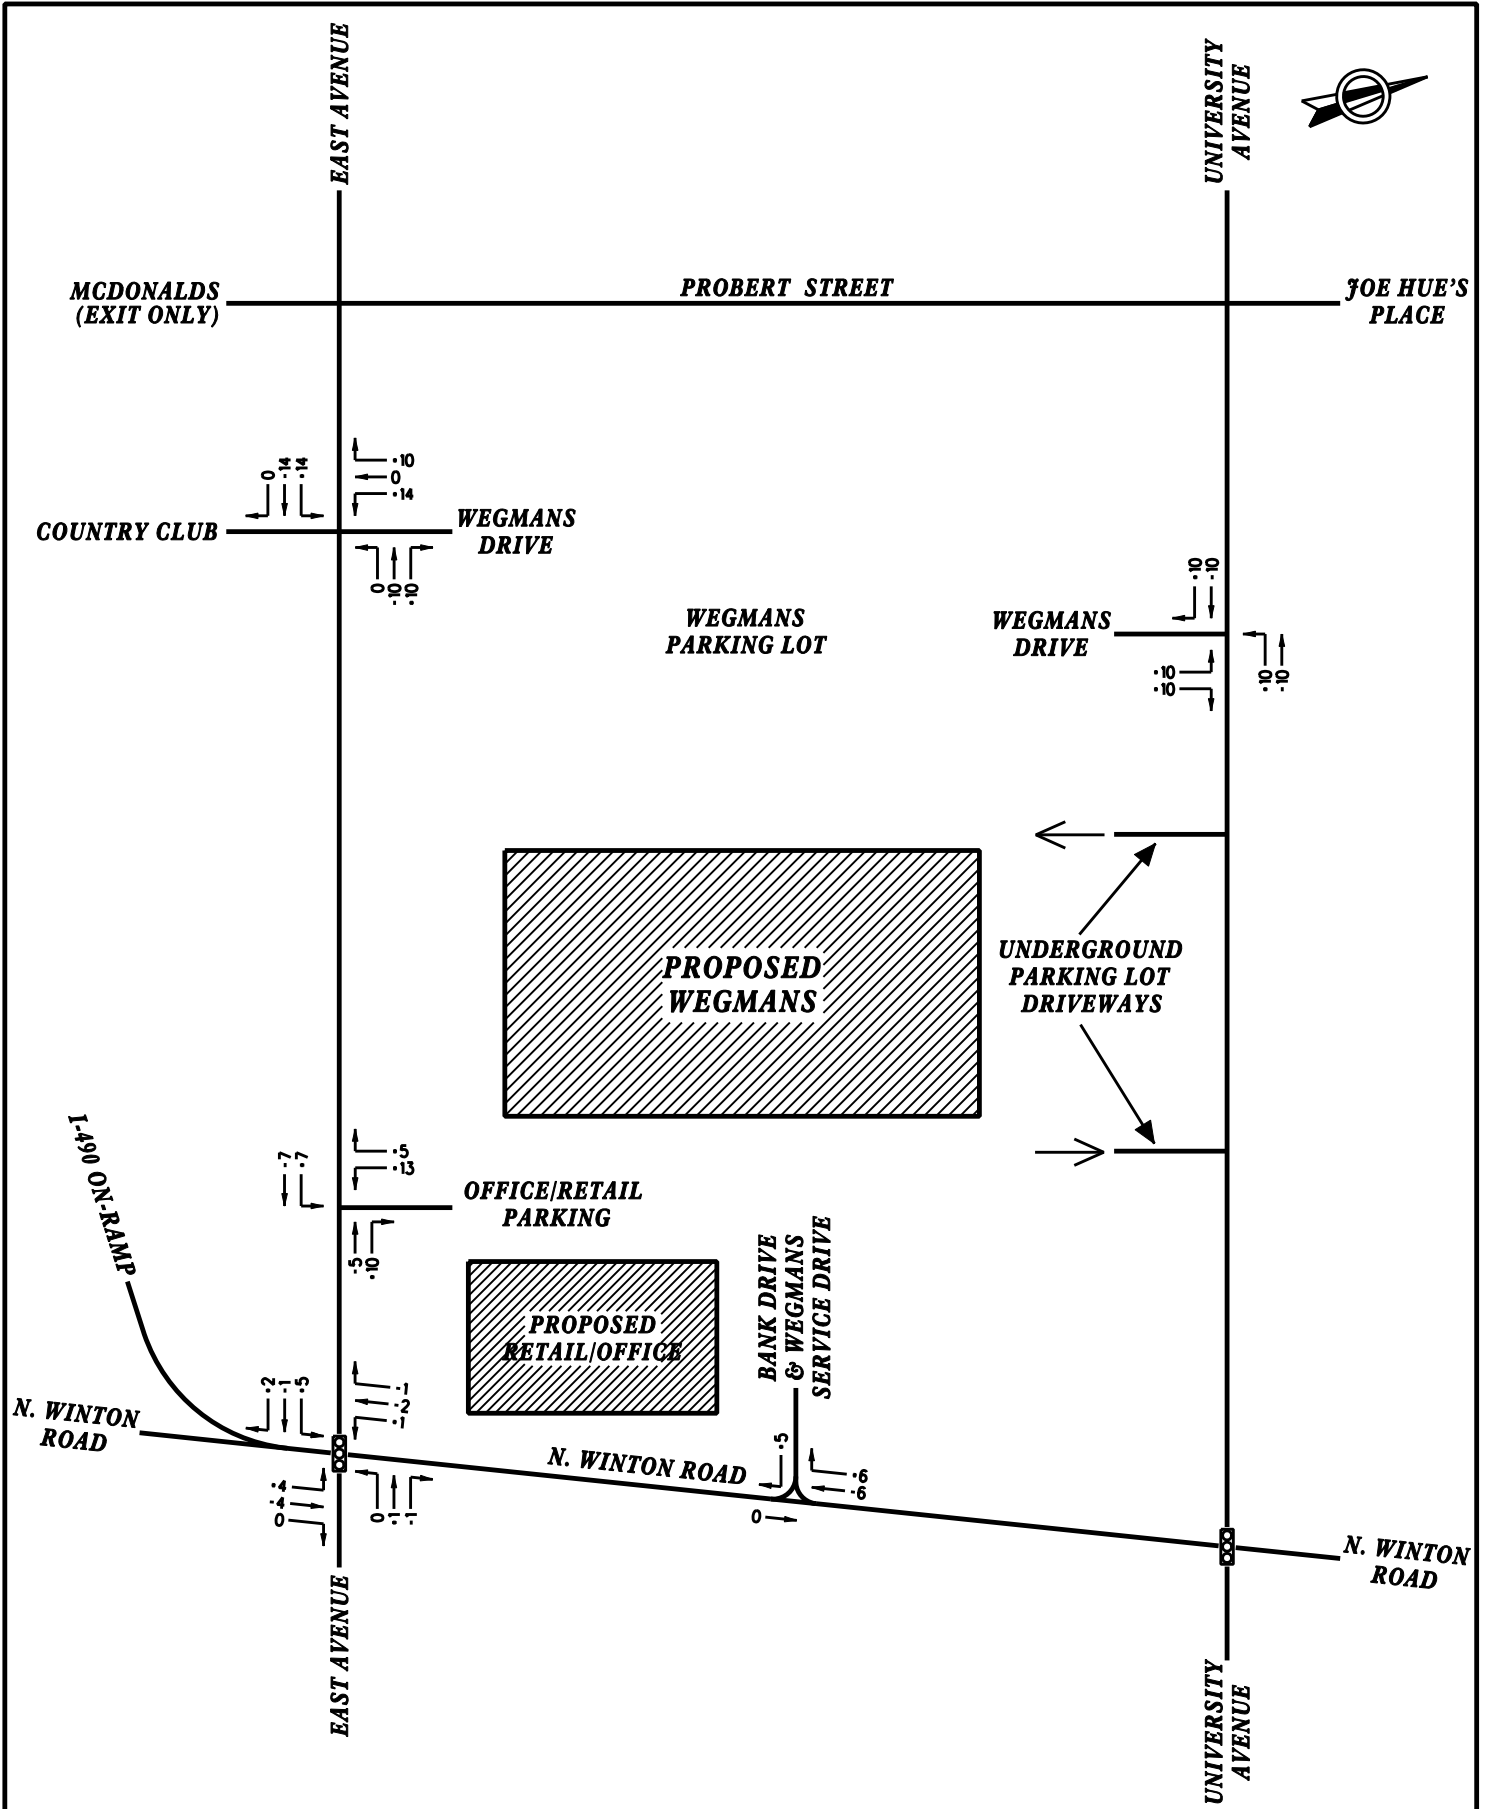 EAST AVENUE
UNIVERSITY
AVENUE
MCDONALDS
(EXIT ONLY)
PROBERT STREET
JOE HUE'S
PLACE
0
-14
·14
·10
0
·14
COUNTRY CLUB
WEGMANS
DRIVE
0
-10
·10
WEGMANS
PARKING LOT
WEGMANS
DRIVE
·10
-10
·10
·10
·10
-10
PROPOSED
WEGMANS
UNDERGROUND
PARKING LOT
DRIVEWAYS
I-490 ON-RAMP
-7
·7
·5
·13
OFFICE/RETAIL
PARKING
-5
·10
PROPOSED
RETAIL/OFFICE
BANK DRIVE
& WEGMANS
SERVICE DRIVE
N. WINTON
ROAD
·2
-1
·5
-1
-2
·1
·4
-4
0
0
N. WINTON ROAD
·5
·6
-6
0
N. WINTON
ROAD
EAST AVENUE
UNIVERSITY
AVENUE